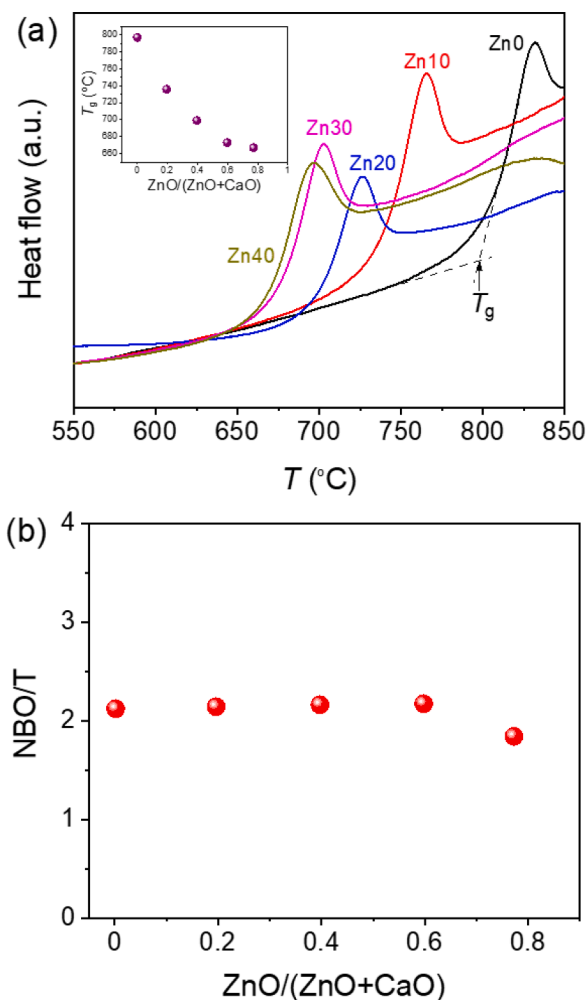 (a)
800
780
760
740
720
700
680
660
Tg (°C)
0 0.2 0.4 0.6 0.8 1
ZnO/(ZnO+CaO)
Zn0
Zn10
Zn30
Zn20
Zn40
Tg
Heat flow (a.u.)
550 600 650 700 750 800 850
T (°C)
(b)
4
3
2
1
0
NBO/T
0 0.2 0.4 0.6 0.8
ZnO/(ZnO+CaO)